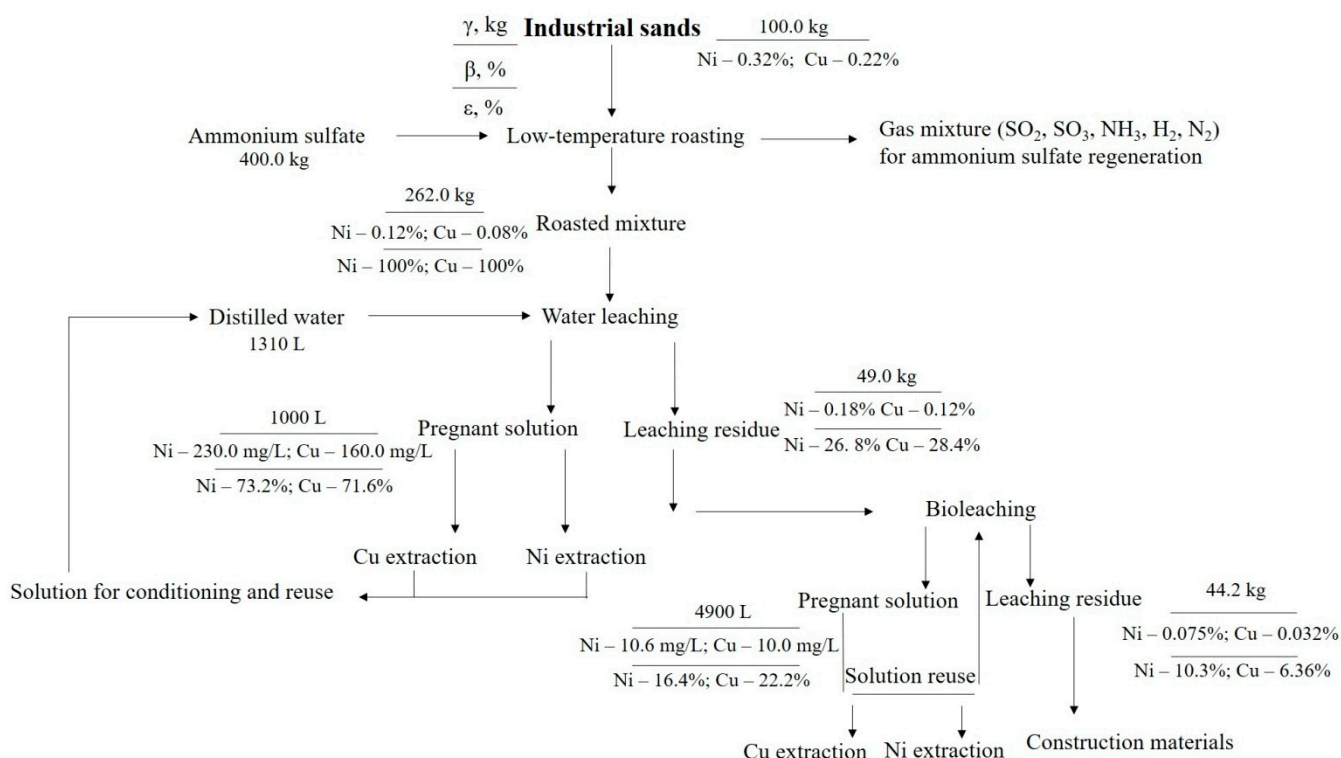 γ, kg
β, %
ε, %
Industrial sands
100.0 kg
Ni – 0.32%; Cu – 0.22%
Ammonium sulfate
400.0 kg
Low-temperature roasting
Gas mixture (SO₂, SO₃, NH₃, H₂, N₂)
for ammonium sulfate regeneration
262.0 kg
Ni – 0.12%; Cu – 0.08%
Ni – 100%; Cu – 100%
Roasted mixture
Distilled water
1310 L
Water leaching
1000 L
Ni – 230.0 mg/L; Cu – 160.0 mg/L
Ni – 73.2%; Cu – 71.6%
Pregnant solution
Leaching residue
49.0 kg
Ni – 0.18% Cu – 0.12%
Ni – 26. 8% Cu – 28.4%
Bioleaching
Cu extraction
Ni extraction
Solution for conditioning and reuse
4900 L
Ni – 10.6 mg/L; Cu – 10.0 mg/L
Ni – 16.4%; Cu – 22.2%
Pregnant solution
Leaching residue
44.2 kg
Ni – 0.075%; Cu – 0.032%
Ni – 10.3%; Cu – 6.36%
Solution reuse
Cu extraction
Ni extraction
Construction materials